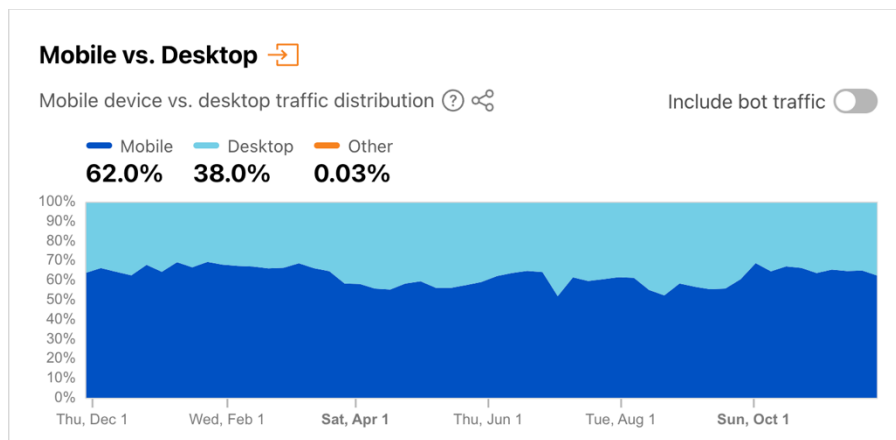 Mobile vs. Desktop
Mobile device vs. desktop traffic distribution ?
Include bot traffic
Mobile Desktop Other
62.0% 38.0% 0.03%
100%
90%
80%
70%
60%
50%
40%
30%
20%
10%
0%
Thu, Dec 1 Wed, Feb 1 Sat, Apr 1 Thu, Jun 1 Tue, Aug 1 Sun, Oct 1